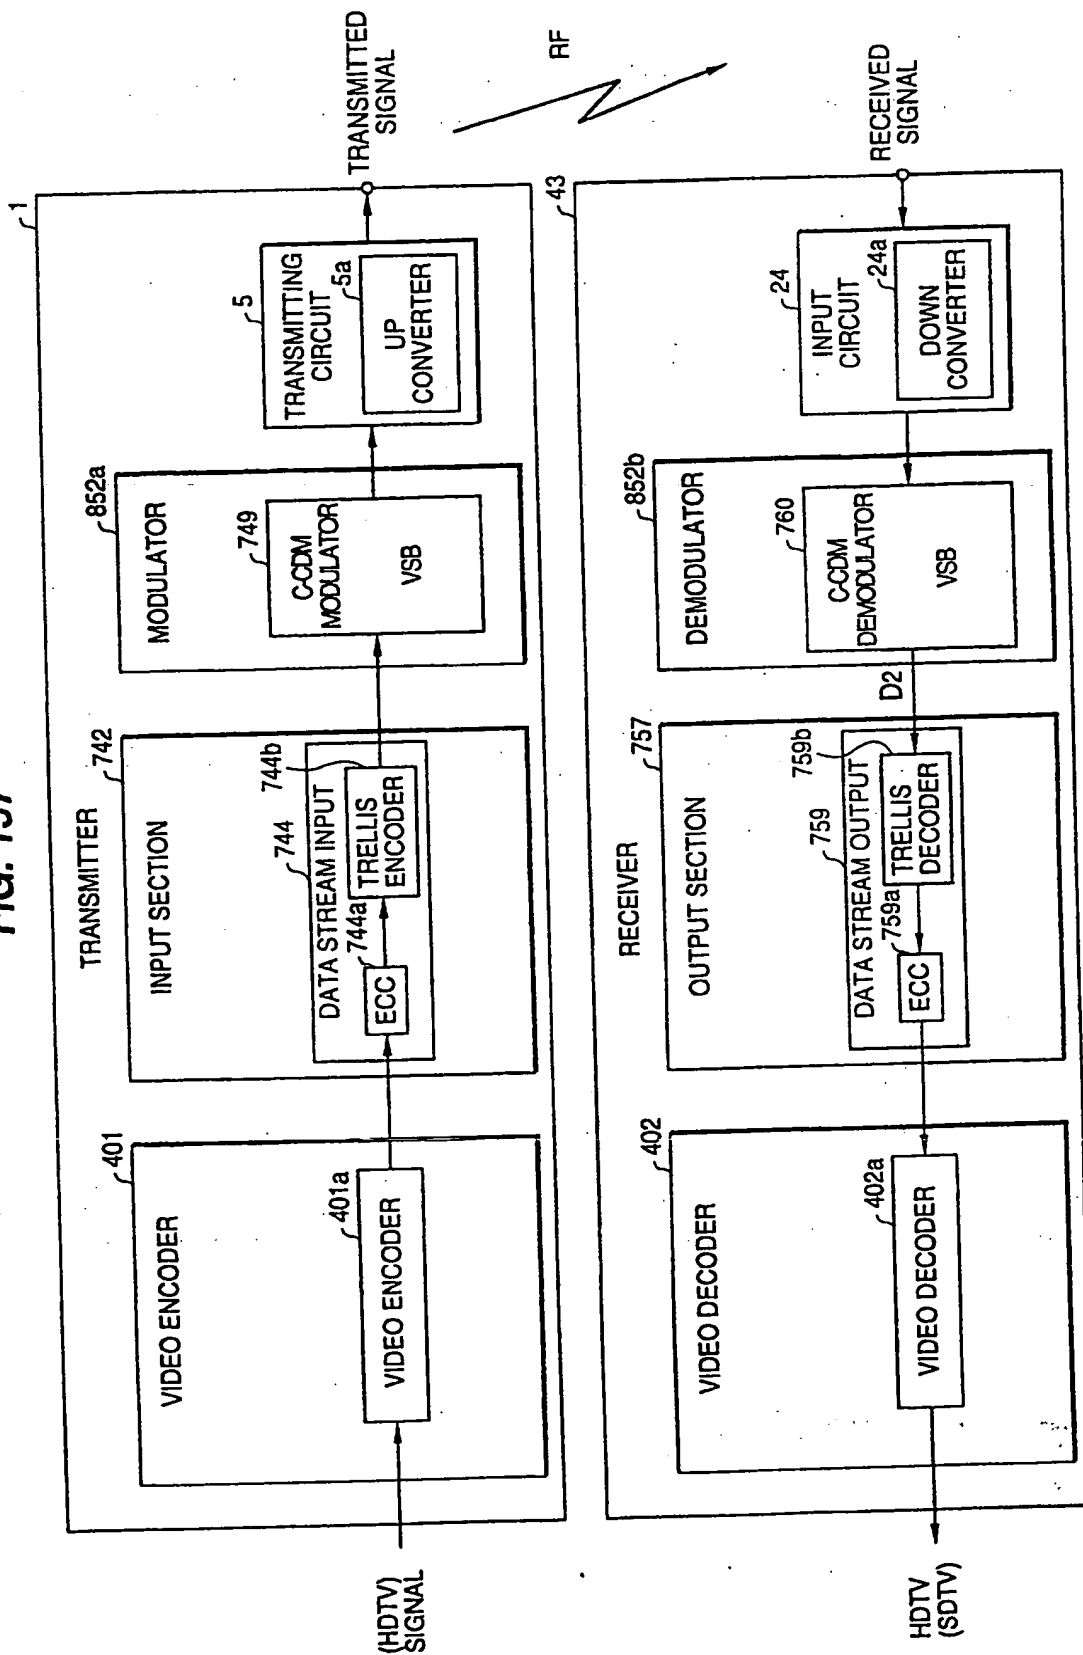 FIG. 157
TRANSMITTER
1
(HDTV)
SIGNAL
401
VIDEO ENCODER
401a
VIDEO ENCODER
742
INPUT SECTION
744
DATA STREAM INPUT
744a
ECC
744b
TRELLIS
ENCODER
852a
MODULATOR
749
C-CDM
MODULATOR
VSB
5
TRANSMITTING
CIRCUIT
5a
UP
CONVERTER
TRANSMITTED
SIGNAL
RF
RECEIVER
43
HDTV
(SDTV)
402
VIDEO DECODER
402a
VIDEO DECODER
757
OUTPUT SECTION
759
DATA STREAM OUTPUT
759a
ECC
759b
TRELLIS
DECODER
D2
852b
DEMODULATOR
760
C-CDM
DEMODULATOR
VSB
24
INPUT
CIRCUIT
24a
DOWN
CONVERTER
RECEIVED
SIGNAL